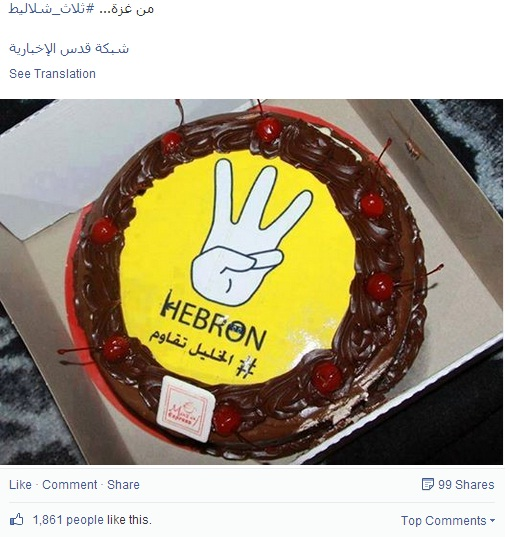 من غزة... #ثلاث_شلاليط
شبكة قدس الإخبارية
See Translation
HEBRON
#الخليل تقاوم
Express
Like · Comment · Share
99 Shares
1,861 people like this.
Top Comments